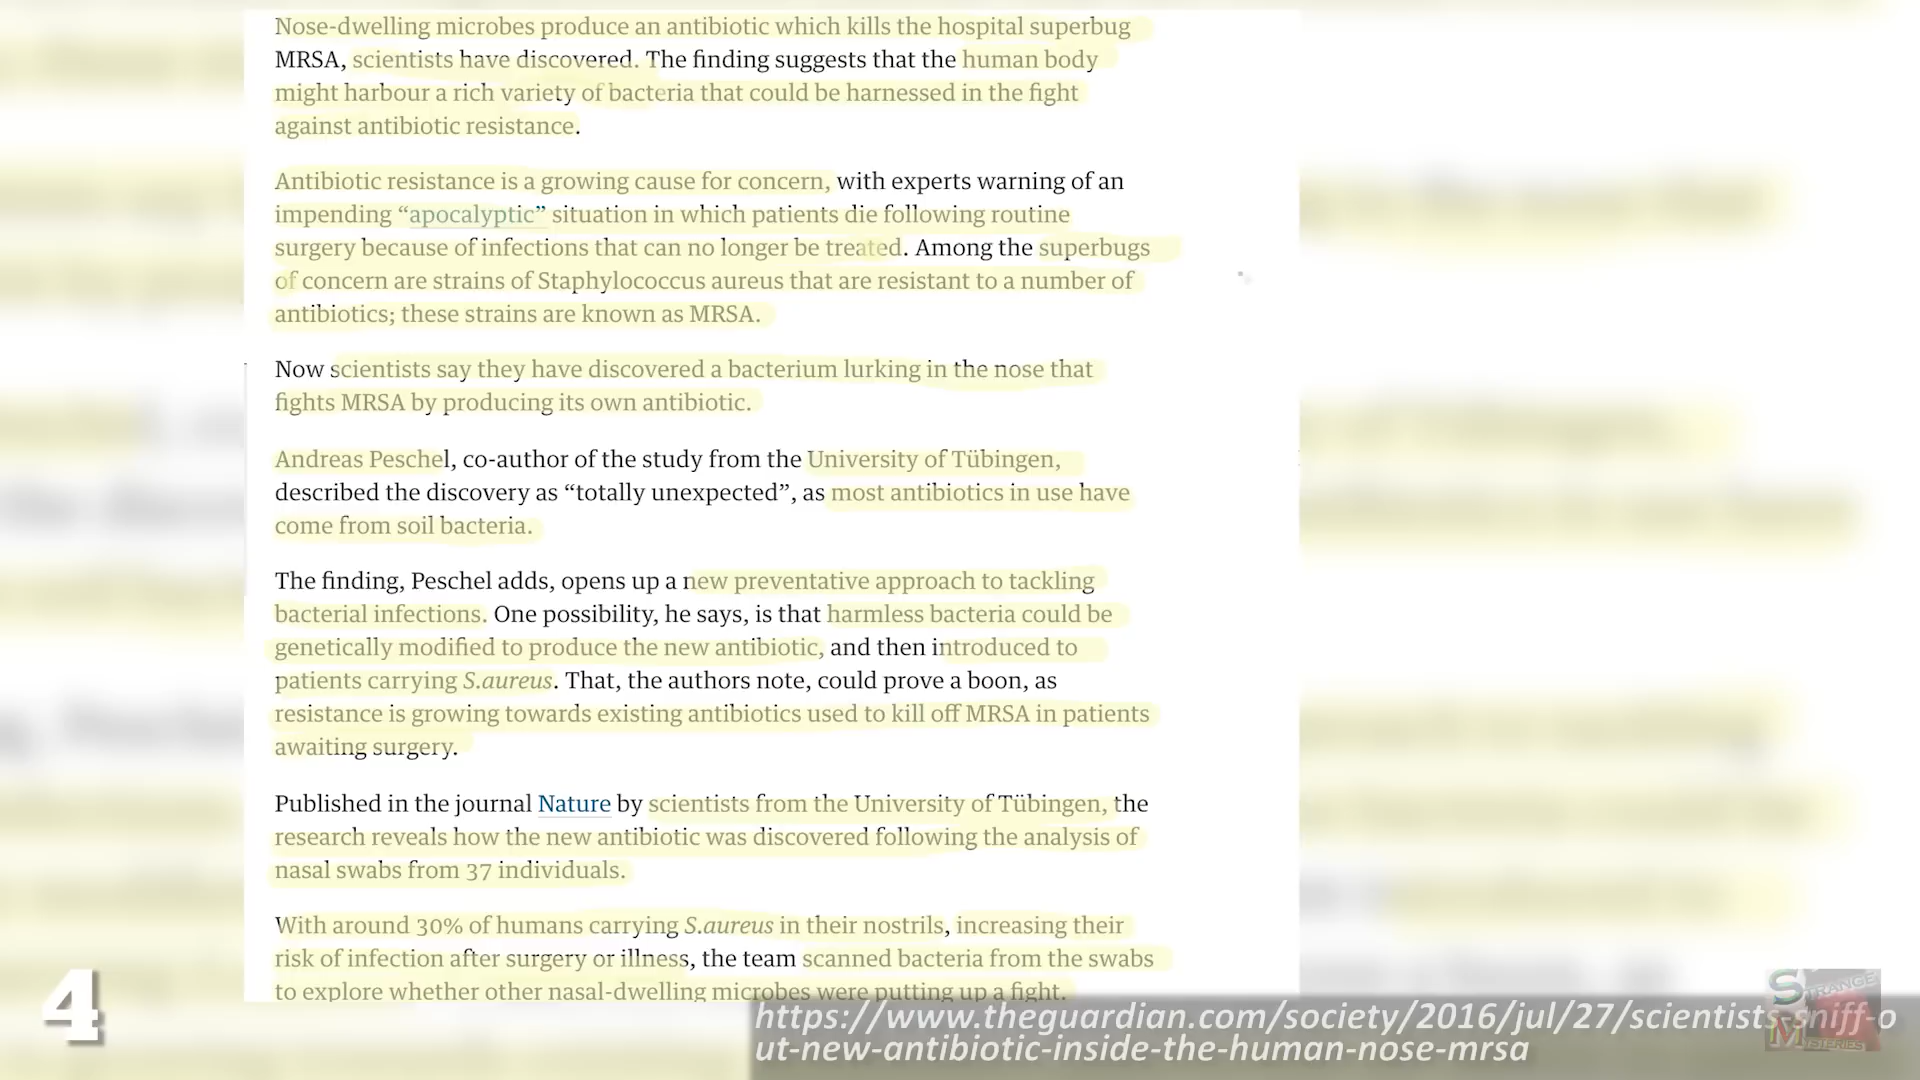 Nose-dwelling microbes produce an antibiotic which kills the hospital superbug
MRSA, scientists have discovered. The finding suggests that the human body
might harbour a rich variety of bacteria that could be harnessed in the fight
against antibiotic resistance.
Antibiotic resistance is a growing cause for concern, with experts warning of an
impending “apocalyptic” situation in which patients die following routine
surgery because of infections that can no longer be treated. Among the superbugs
of concern are strains of Staphylococcus aureus that are resistant to a number of
antibiotics; these strains are known as MRSA.
Now scientists say they have discovered a bacterium lurking in the nose that
fights MRSA by producing its own antibiotic.
Andreas Peschel, co-author of the study from the University of Tübingen,
described the discovery as “totally unexpected”, as most antibiotics in use have
come from soil bacteria.
The finding, Peschel adds, opens up a new preventative approach to tackling
bacterial infections. One possibility, he says, is that harmless bacteria could be
genetically modified to produce the new antibiotic, and then introduced to
patients carrying S.aureus. That, the authors note, could prove a boon, as
resistance is growing towards existing antibiotics used to kill off MRSA in patients
awaiting surgery.
Published in the journal Nature by scientists from the University of Tübingen, the
research reveals how the new antibiotic was discovered following the analysis of
nasal swabs from 37 individuals.
With around 30% of humans carrying S.aureus in their nostrils, increasing their
risk of infection after surgery or illness, the team scanned bacteria from the swabs
to explore whether other nasal-dwelling microbes were putting up a fight.
4
https://www.theguardian.com/society/2016/jul/27/scientists-sniff-o
ut-new-antibiotic-inside-the-human-nose-mrsa
STRANGE
MYSTERIES